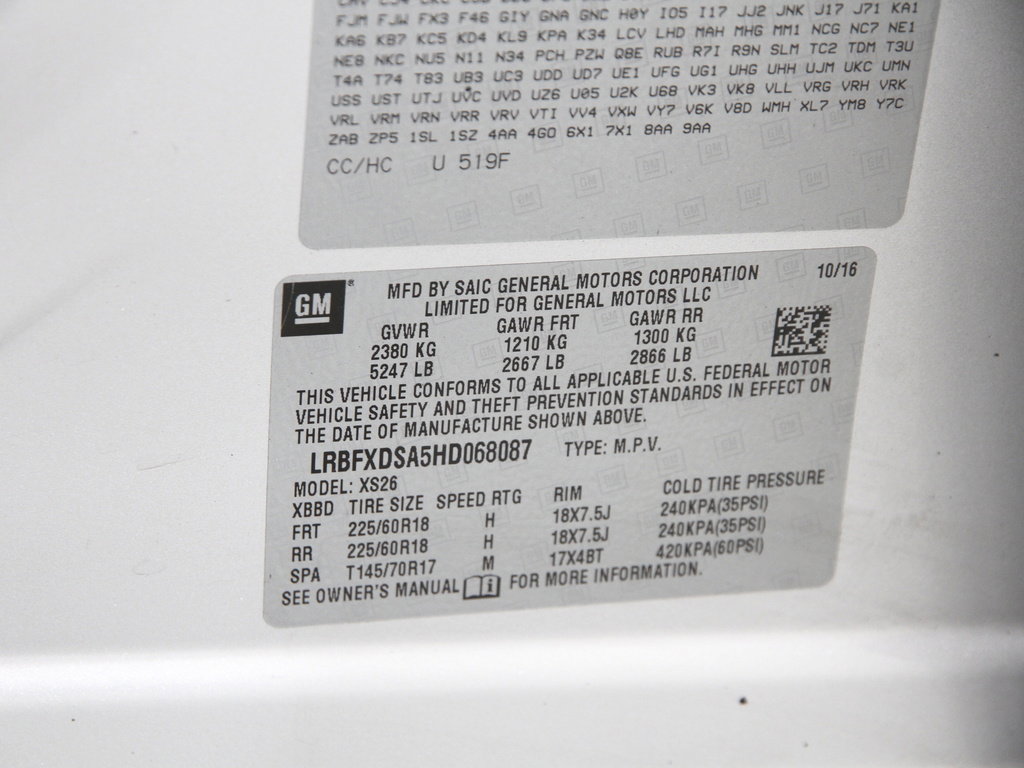 FJM FJW FX3 F46 GIY GNA GNC H0Y IO5 I17 JJ2 JNK J17 J71 KA1
KA6 KB7 KC5 KD4 KL9 KPA K34 LCV LHD MAH MHG MM1 NCG NC7 NE1
NE8 NKC NU5 N11 N34 PCH PZW Q8E RUB R7I R9N SLM TC2 TDM T3U
T4A T74 T83 UB3 UC3 UDD UD7 UE1 UFG UG1 UHG UHH UJM UKC UMN
USS UST UTJ UVC UVD UZ6 U05 U2K U68 VK3 VK8 VLL VRG VRH VRK
VRL VRM VRN VRR VRV VTI VV4 VXW VY7 V6K V8D WMH XL7 YM8 Y7C
ZAB ZP5 1SL 1SZ 4AA 4GO 6X1 7X1 8AA 9AA
CC/HC U 519F
GM ®
MFD BY SAIC GENERAL MOTORS CORPORATION 10/16
LIMITED FOR GENERAL MOTORS LLC
GVWR GAWR FRT GAWR RR
2380 KG 1210 KG 1300 KG
5247 LB 2667 LB 2866 LB
THIS VEHICLE CONFORMS TO ALL APPLICABLE U.S. FEDERAL MOTOR
VEHICLE SAFETY AND THEFT PREVENTION STANDARDS IN EFFECT ON
THE DATE OF MANUFACTURE SHOWN ABOVE.
LRBFXDSA5HD068087 TYPE: M.P.V.
MODEL: XS26
XBBD TIRE SIZE SPEED RTG RIM COLD TIRE PRESSURE
FRT 225/60R18 H 18X7.5J 240KPA(35PSI)
RR 225/60R18 H 18X7.5J 240KPA(35PSI)
SPA T145/70R17 M 17X4BT 420KPA(60PSI)
SEE OWNER'S MANUAL i FOR MORE INFORMATION.